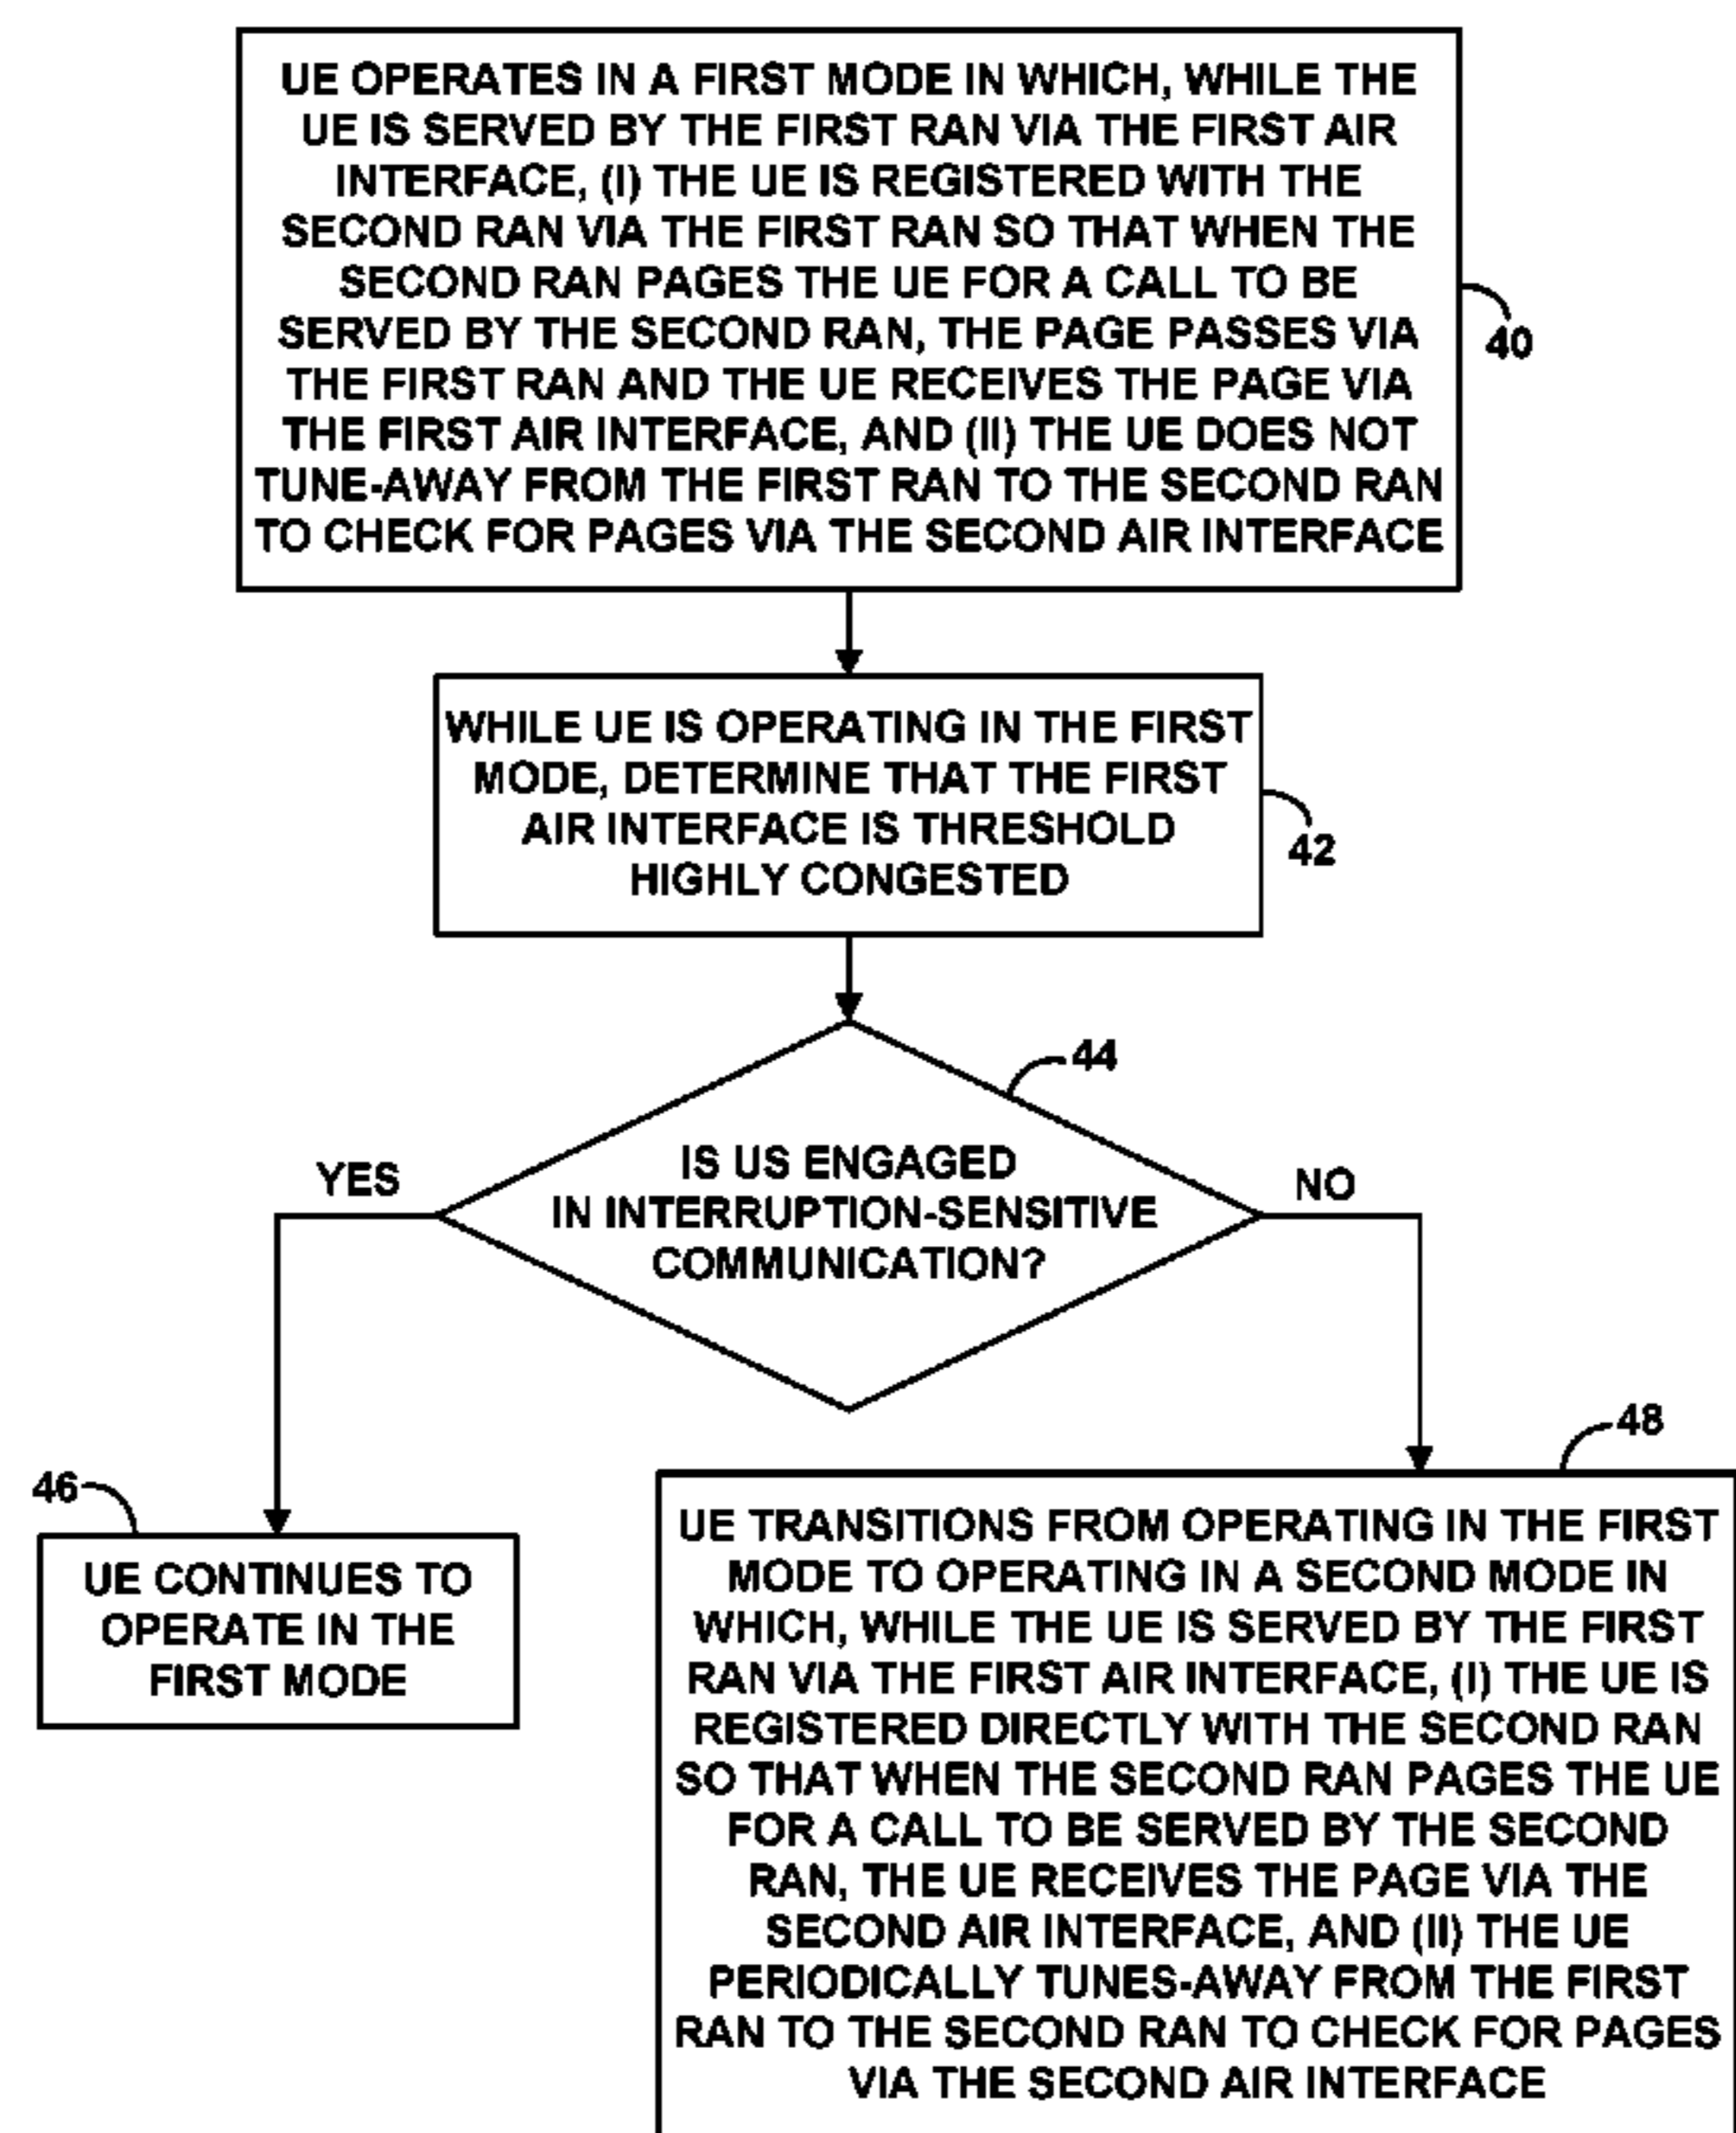 UE OPERATES IN A FIRST MODE IN WHICH, WHILE THE
UE IS SERVED BY THE FIRST RAN VIA THE FIRST AIR
INTERFACE, (I) THE UE IS REGISTERED WITH THE
SECOND RAN VIA THE FIRST RAN SO THAT WHEN THE
SECOND RAN PAGES THE UE FOR A CALL TO BE
SERVED BY THE SECOND RAN, THE PAGE PASSES VIA
THE FIRST RAN AND THE UE RECEIVES THE PAGE VIA
THE FIRST AIR INTERFACE, AND (II) THE UE DOES NOT
TUNE-AWAY FROM THE FIRST RAN TO THE SECOND RAN
TO CHECK FOR PAGES VIA THE SECOND AIR INTERFACE
40
WHILE UE IS OPERATING IN THE FIRST
MODE, DETERMINE THAT THE FIRST
AIR INTERFACE IS THRESHOLD
HIGHLY CONGESTED
42
44
IS US ENGAGED
IN INTERRUPTION-SENSITIVE
COMMUNICATION?
YES
NO
46
UE CONTINUES TO
OPERATE IN THE
FIRST MODE
48
UE TRANSITIONS FROM OPERATING IN THE FIRST
MODE TO OPERATING IN A SECOND MODE IN
WHICH, WHILE THE UE IS SERVED BY THE FIRST
RAN VIA THE FIRST AIR INTERFACE, (I) THE UE IS
REGISTERED DIRECTLY WITH THE SECOND RAN
SO THAT WHEN THE SECOND RAN PAGES THE UE
FOR A CALL TO BE SERVED BY THE SECOND
RAN, THE UE RECEIVES THE PAGE VIA THE
SECOND AIR INTERFACE, AND (II) THE UE
PERIODICALLY TUNES-AWAY FROM THE FIRST
RAN TO THE SECOND RAN TO CHECK FOR PAGES
VIA THE SECOND AIR INTERFACE